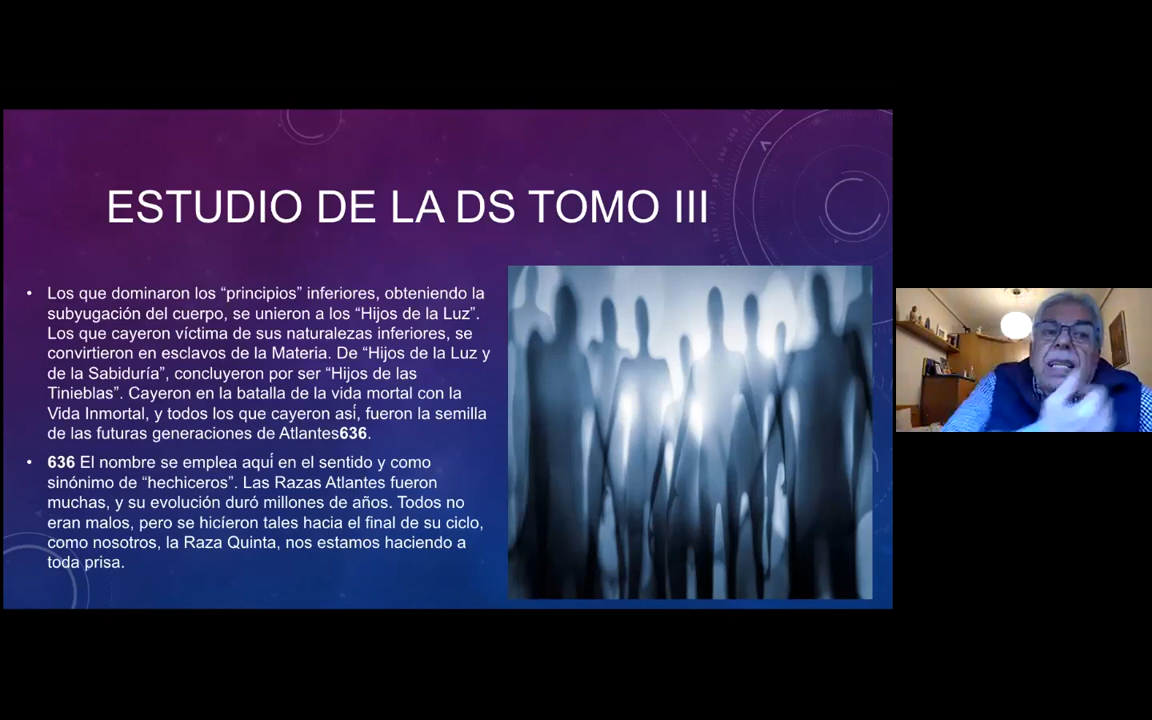 ESTUDIO DE LA DS TOMO III
• Los que dominaron los “principios” inferiores, obteniendo la
subyugación del cuerpo, se unieron a los “Hijos de la Luz”.
Los que cayeron víctima de sus naturalezas inferiores, se
convirtieron en esclavos de la Materia. De “Hijos de la Luz y
de la Sabiduría”, concluyeron por ser “Hijos de las
Tinieblas”. Cayeron en la batalla de la vida mortal con la
Vida Inmortal, y todos los que cayeron así, fueron la semilla
de las futuras generaciones de Atlantes636.
• 636 El nombre se emplea aquí en el sentido y como
sinónimo de “hechiceros”. Las Razas Atlantes fueron
muchas, y su evolución duró millones de años. Todos no
eran malos, pero se hicíeron tales hacia el final de su ciclo,
como nosotros, la Raza Quinta, nos estamos haciendo a
toda prisa.